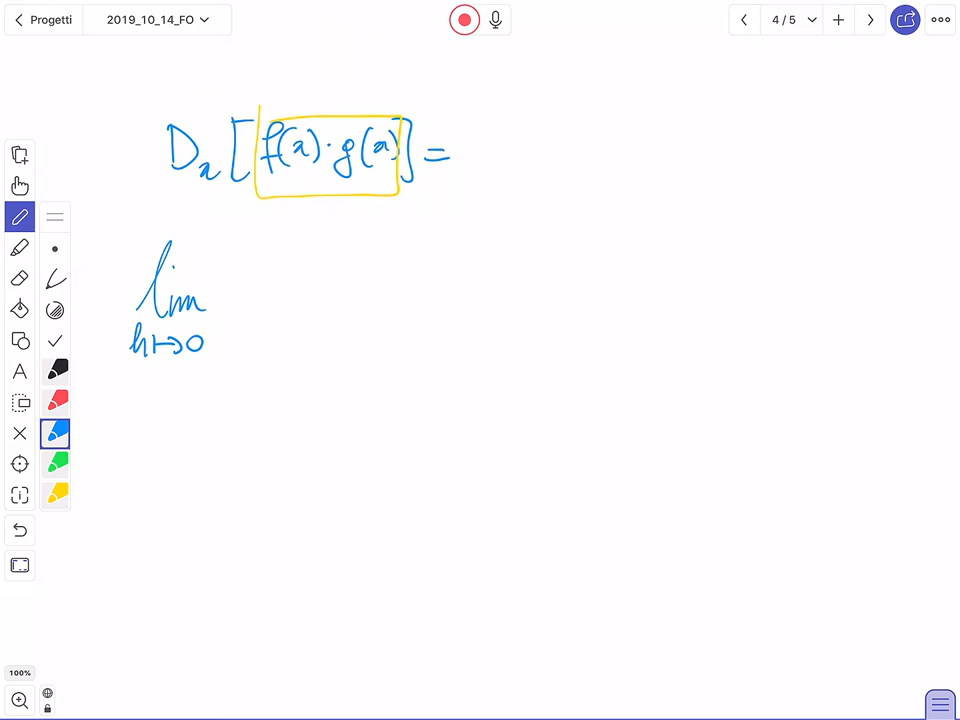 Progetti 2019_10_14_FO 4 / 5
Dₓ [f(x)·g(x)] =
lim
h↦0
A
100%